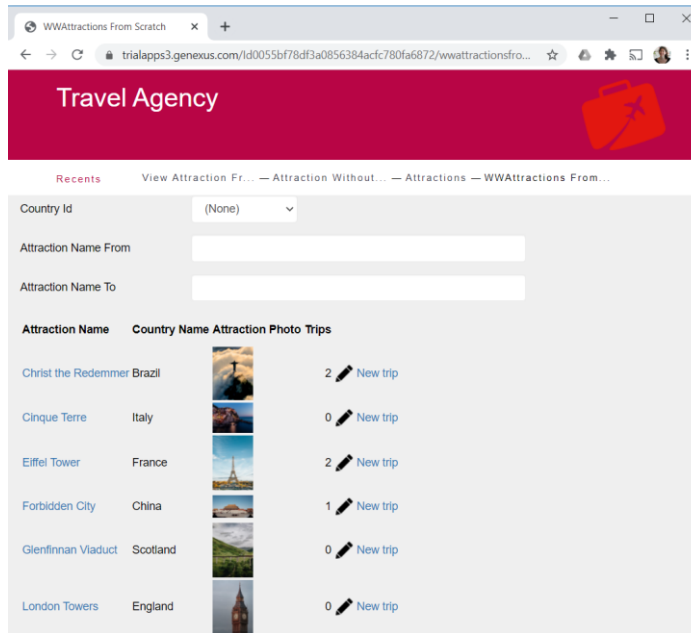 WWAttractions From Scratch
trialapps3.genexus.com/Id0055bf78df3a0856384acfc780fa6872/wwattractionsfro...
Travel Agency
Recents View Attraction Fr... — Attraction Without... — Attractions — WWAttractions From...
Country Id (None)
Attraction Name From
Attraction Name To
Attraction Name Country Name Attraction Photo Trips
Christ the Redemmer Brazil 2 New trip
Cinque Terre Italy 0 New trip
Eiffel Tower France 2 New trip
Forbidden City China 1 New trip
Glenfinnan Viaduct Scotland 0 New trip
London Towers England 0 New trip